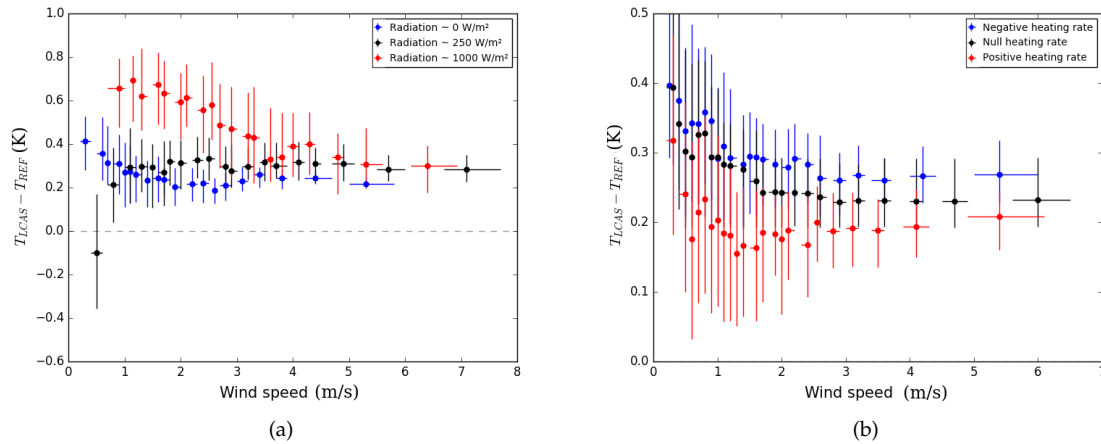 1.0
0.8
0.6
0.4
0.2
0.0
−0.2
−0.4
−0.6
T_LCAS − T_REF (K)
0 1 2 3 4 5 6 7 8
Wind speed (m/s)
Radiation ~ 0 W/m²
Radiation ~ 250 W/m²
Radiation ~ 1000 W/m²
(a)
0.5
0.4
0.3
0.2
0.1
0.0
T_LCAS − T_REF (K)
0 1 2 3 4 5 6 7
Wind speed (m/s)
Negative heating rate
Null heating rate
Positive heating rate
(b)